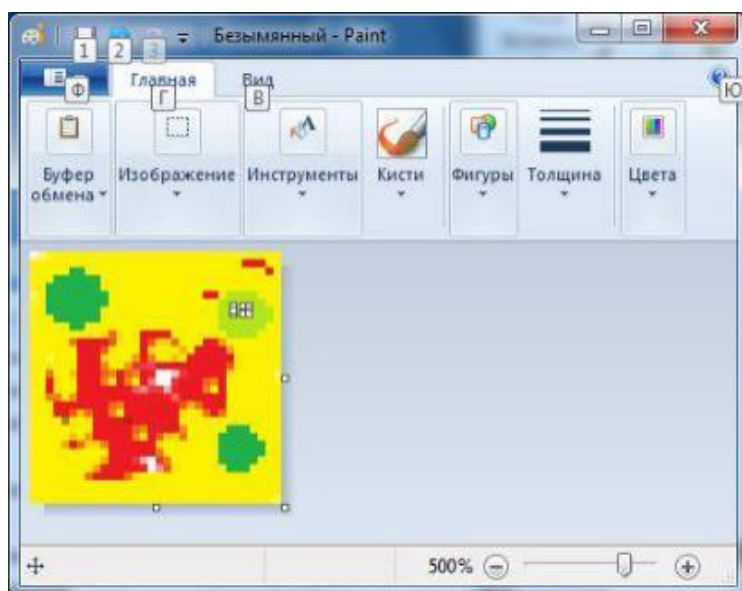 Безымянный - Paint
1 2 3
Главная Вид
Ф Г В Ю
Буфер обмена
Изображение
Инструменты
Кисти
Фигуры
Толщина
Цвета
500%